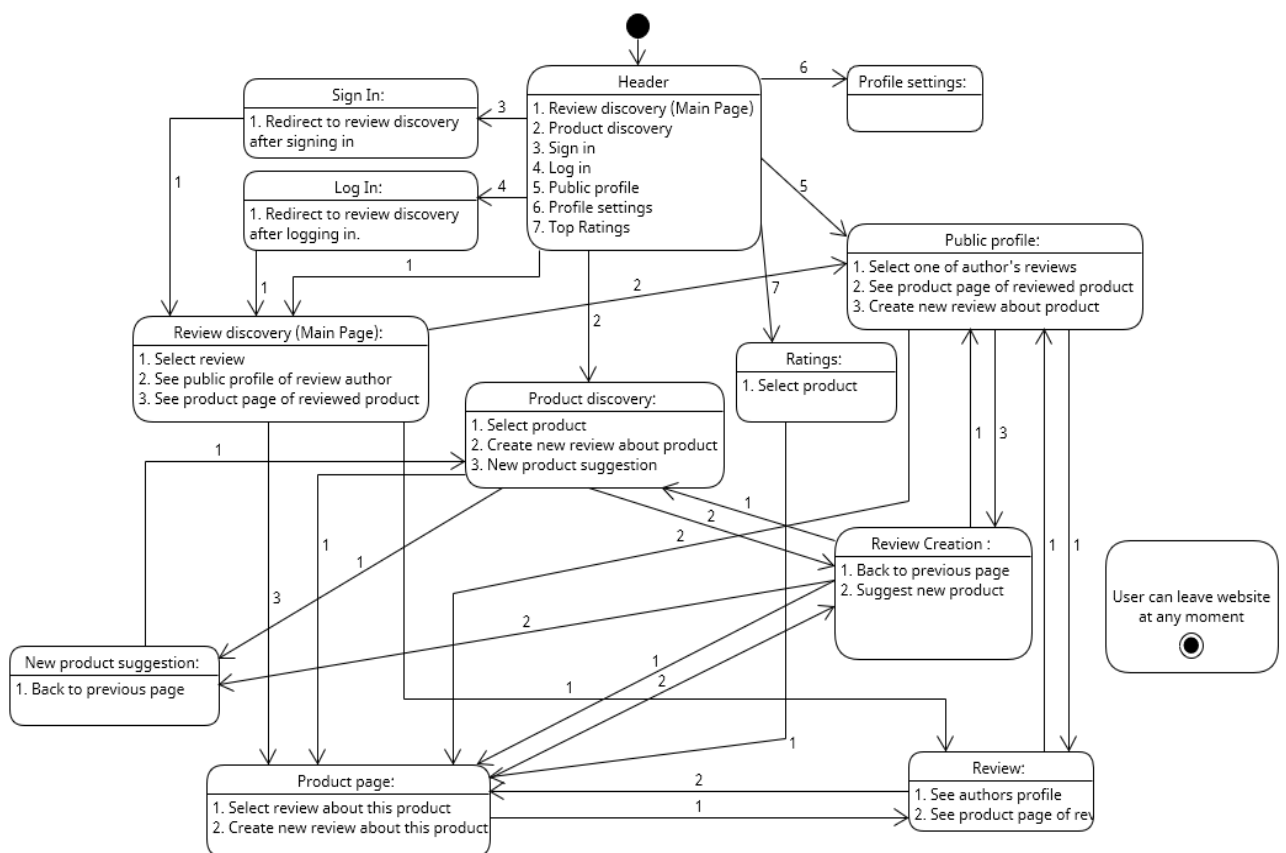 Header
1. Review discovery (Main Page)
2. Product discovery
3. Sign in
4. Log in
5. Public profile
6. Profile settings
7. Top Ratings
6
Profile settings:
Sign In:
1. Redirect to review discovery
after signing in
3
Log In:
1. Redirect to review discovery
after logging in.
4
1
1
1
2
7
5
2
Public profile:
1. Select one of author's reviews
2. See product page of reviewed product
3. Create new review about product
Review discovery (Main Page):
1. Select review
2. See public profile of review author
3. See product page of reviewed product
Ratings:
1. Select product
Product discovery:
1. Select product
2. Create new review about product
3. New product suggestion
1
1
3
1
2
2
1
1
3
Review Creation :
1. Back to previous page
2. Suggest new product
1
1
User can leave website
at any moment
New product suggestion:
1. Back to previous page
2
1
2
1
1
Product page:
1. Select review about this product
2. Create new review about this product
2
1
Review:
1. See authors profile
2. See product page of rev